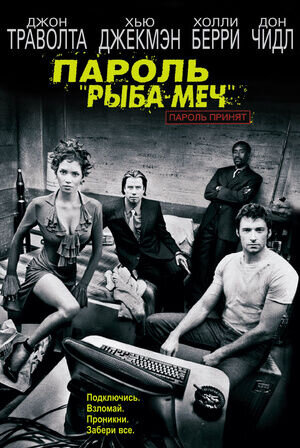 ДЖОН ХЬЮ ХОЛЛИ ДОН
ТРАВОЛТА ДЖЕКМЭН БЕРРИ ЧИДЛ
ПАРОЛЬ
"РЫБА-МЕЧ"
ПАРОЛЬ ПРИНЯТ
Подключись.
Взломай.
Проникни.
Забери все.